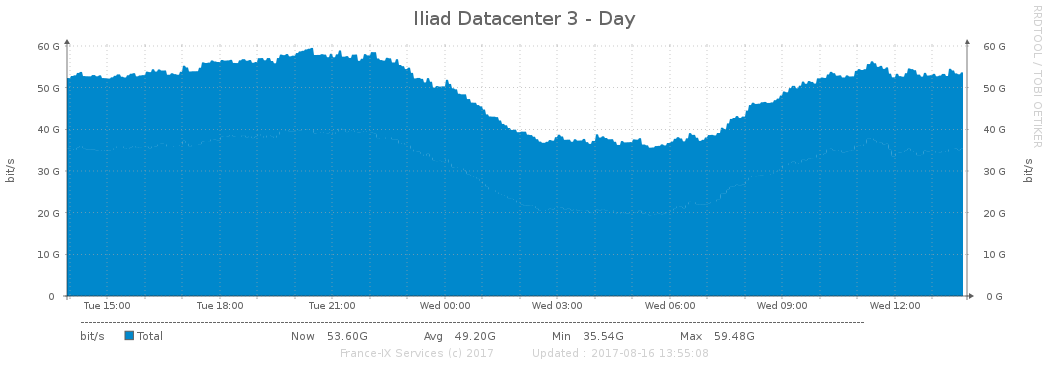 Iliad Datacenter 3 - Day
RRDTOOL / TOBI OETIKER
60 G 60 G
50 G 50 G
40 G 40 G
30 G 30 G
20 G 20 G
10 G 10 G
0 0 G
bit/s bit/s
Tue 15:00 Tue 18:00 Tue 21:00 Wed 00:00 Wed 03:00 Wed 06:00 Wed 09:00 Wed 12:00
bit/s Total Now 53.60G Avg 49.20G Min 35.54G Max 59.48G
France-IX Services (c) 2017 Updated : 2017-08-16 13:55:08